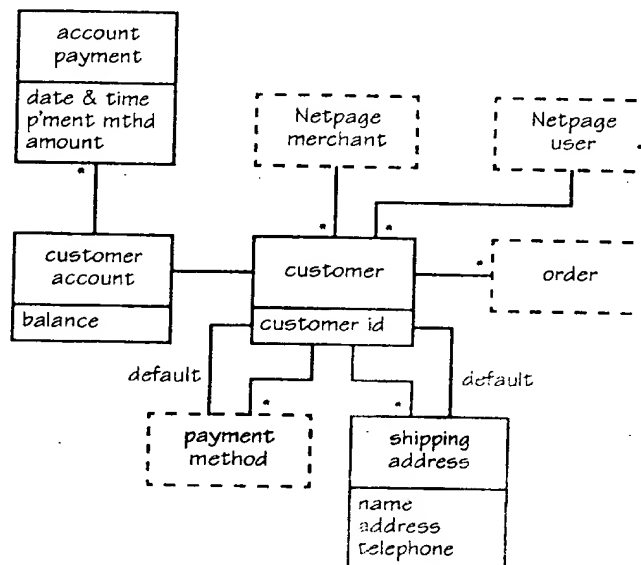 account
payment
date & time
p'ment mthd
amount
*
Netpage
merchant
*
Netpage
user
*
customer
account
balance
customer
customer id
*
order
default
default
*
payment
method
*
shipping
address
name
address
telephone